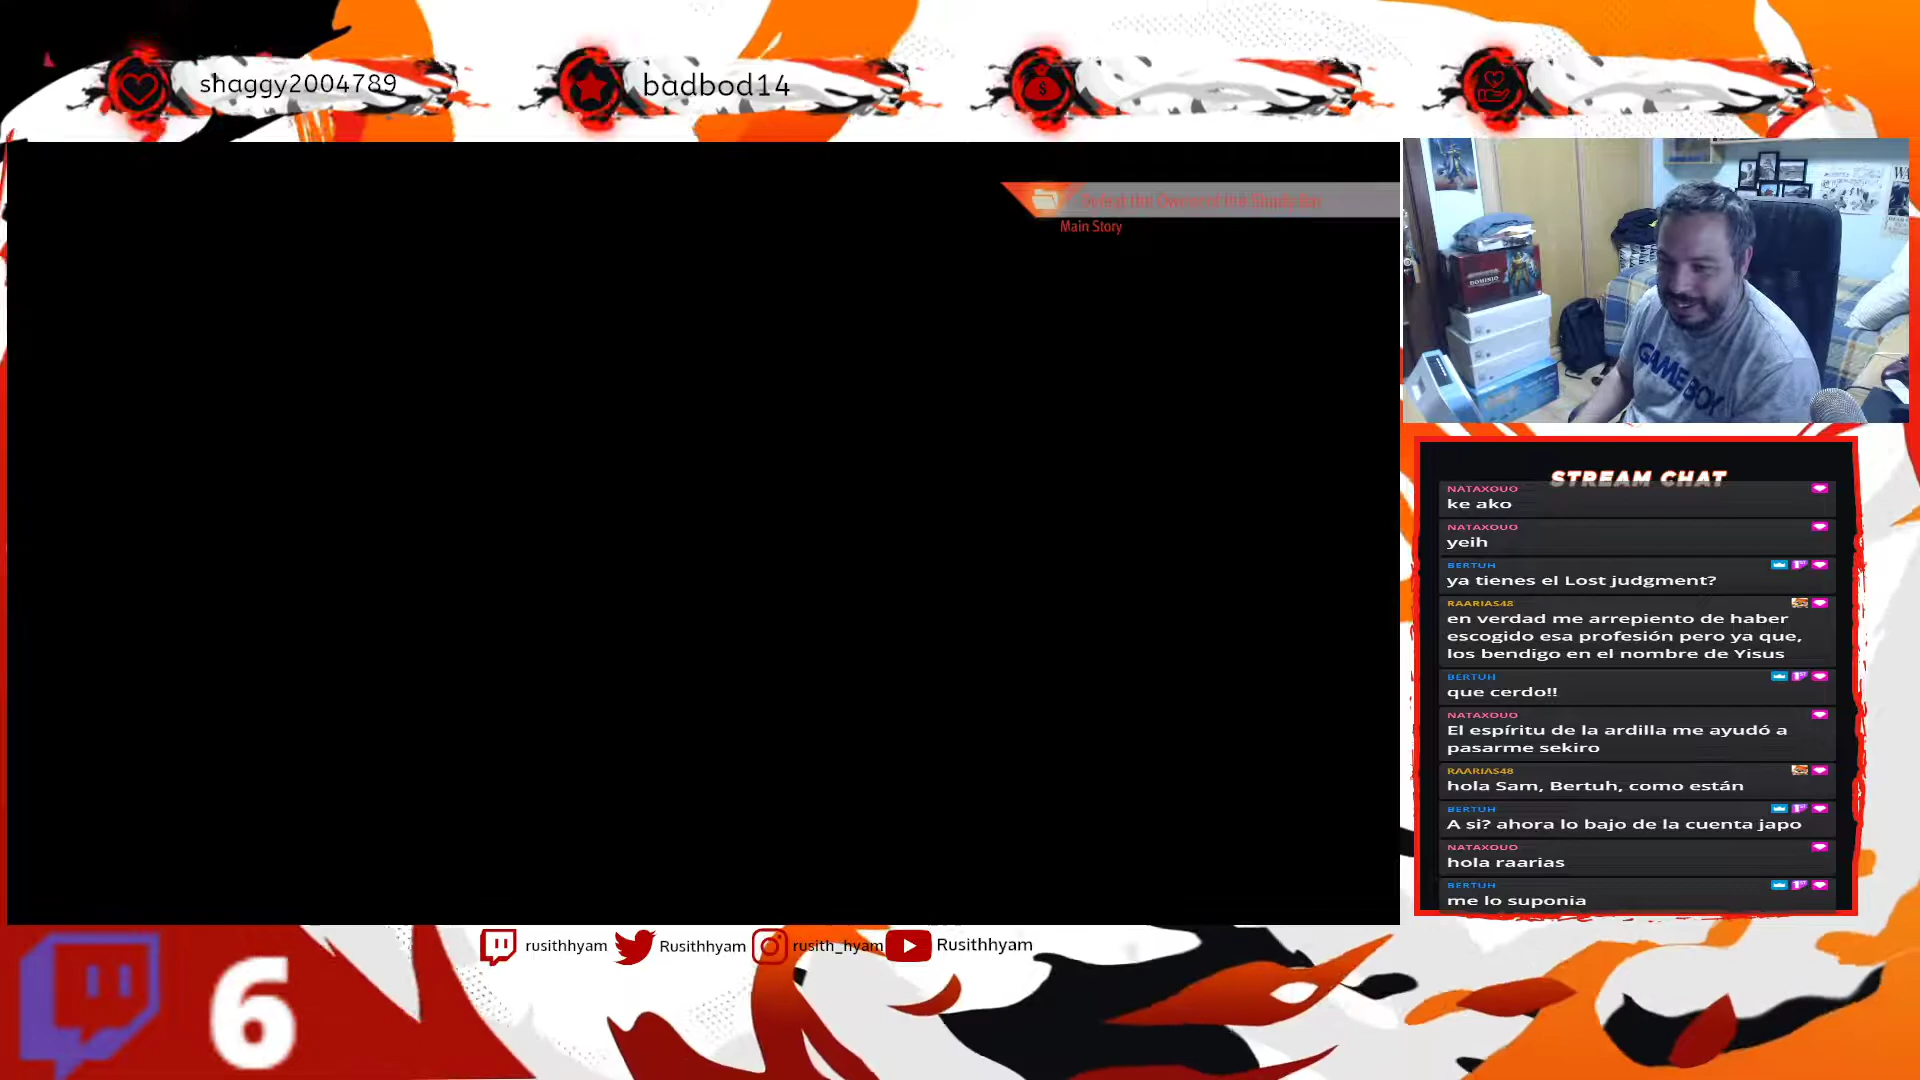 shaggy2004789
badbod14
Main Story
DOMINIO
GAME BOY
STREAM CHAT
NATAXOUO
ke ako
NATAXOUO
yeih
BERTUH
ya tienes el Lost judgment?
RAARIAS48
en verdad me arrepiento de haber
escogido esa profesión pero ya que,
los bendigo en el nombre de Yisus
BERTUH
que cerdo!!
NATAXOUO
El espíritu de la ardilla me ayudó a
pasarme sekiro
RAARIAS48
hola Sam, Bertuh, como están
BERTUH
A si? ahora lo bajo de la cuenta japo
NATAXOUO
hola raarias
BERTUH
me lo suponia
rusithhyam Rusithhyam rusith_hyam Rusithhyam
6